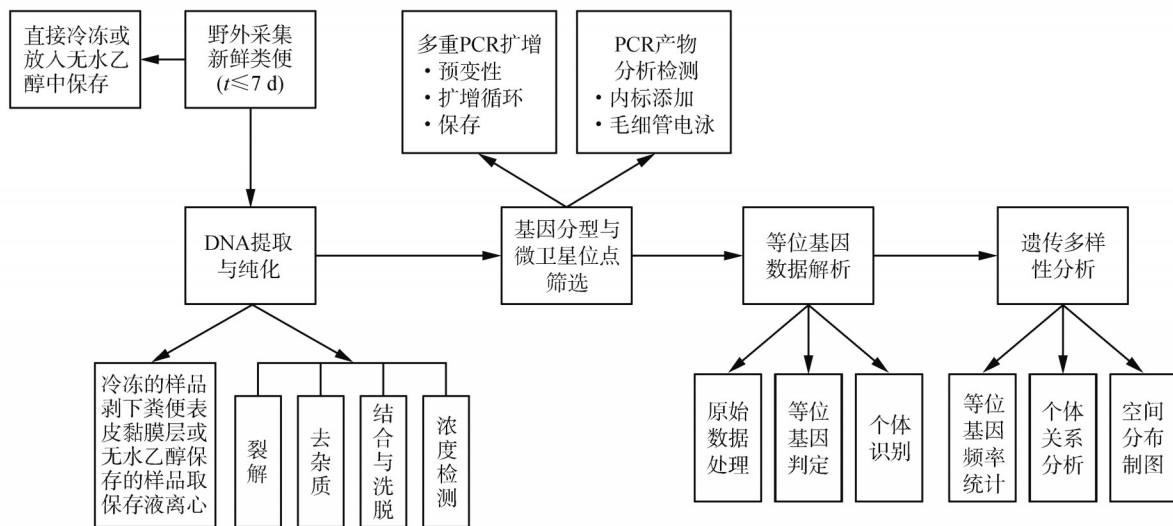 直接冷冻或
放入无水乙
醇中保存
野外采集
新鲜类便
(t≤7 d)
多重PCR扩增
·预变性
·扩增循环
·保存
PCR产物
分析检测
·内标添加
·毛细管电泳
DNA提取
与纯化
基因分型与
微卫星位点
筛选
等位基因
数据解析
遗传多样
性分析
冷冻的样品
剥下粪便表
皮黏膜层或
无水乙醇保
存的样品取
保存液离心
裂解
去杂质
结合与洗脱
浓度检测
原始
数据
处理
等位
基因
判定
个体
识别
等位
基因
频率
统计
个体
关系
分析
空间
分布
制图